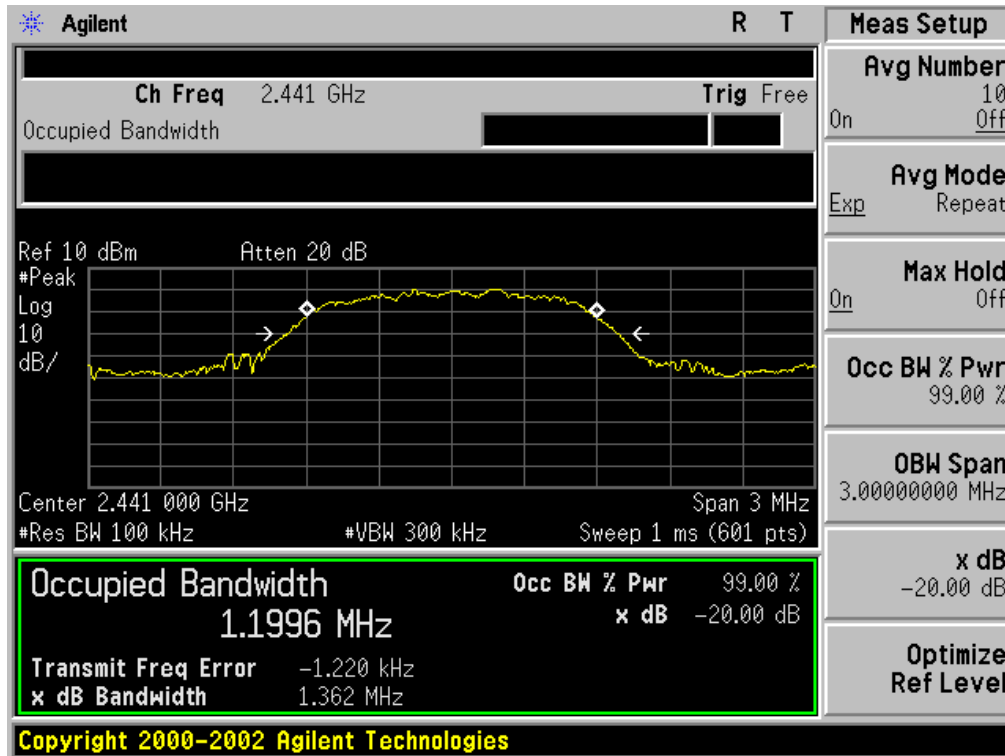 Agilent R T
Ch Freq 2.441 GHz Trig Free
Occupied Bandwidth
Ref 10 dBm Atten 20 dB
#Peak
Log
10
dB/
Center 2.441 000 GHz Span 3 MHz
#Res BW 100 kHz #VBW 300 kHz Sweep 1 ms (601 pts)
Occupied Bandwidth Occ BW % Pwr 99.00 %
1.1996 MHz x dB -20.00 dB
Transmit Freq Error -1.220 kHz
x dB Bandwidth 1.362 MHz
Copyright 2000-2002 Agilent Technologies
Meas Setup
Avg Number
10
On Off
Avg Mode
Exp Repeat
Max Hold
On Off
Occ BW % Pwr
99.00 %
OBW Span
3.00000000 MHz
x dB
-20.00 dB
Optimize
Ref Level